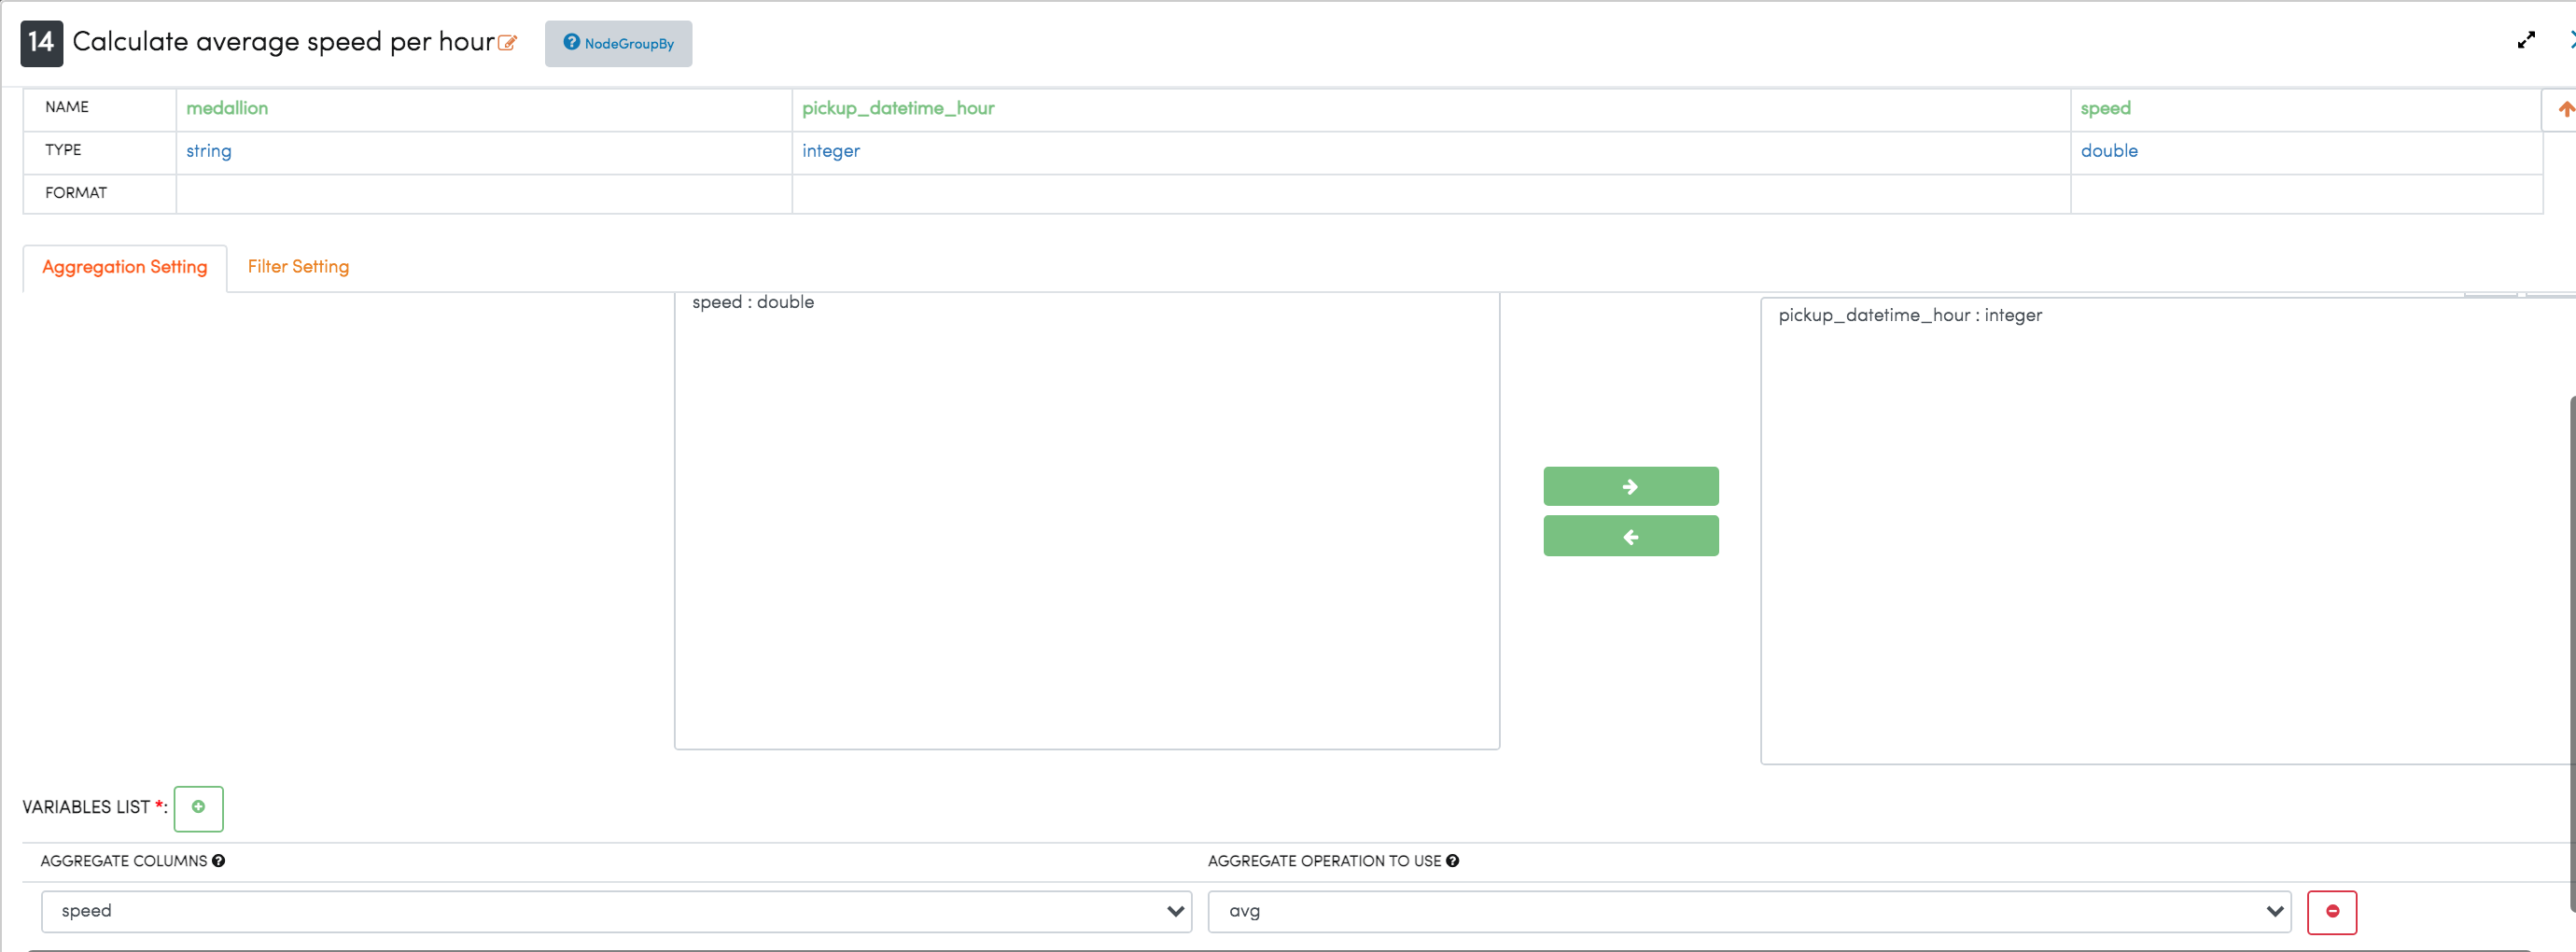 14 Calculate average speed per hour NodeGroupBy
NAME medallion pickup_datetime_hour speed
TYPE string integer double
FORMAT
Aggregation Setting Filter Setting
speed : double
pickup_datetime_hour : integer
VARIABLES LIST *:
AGGREGATE COLUMNS AGGREGATE OPERATION TO USE
speed avg